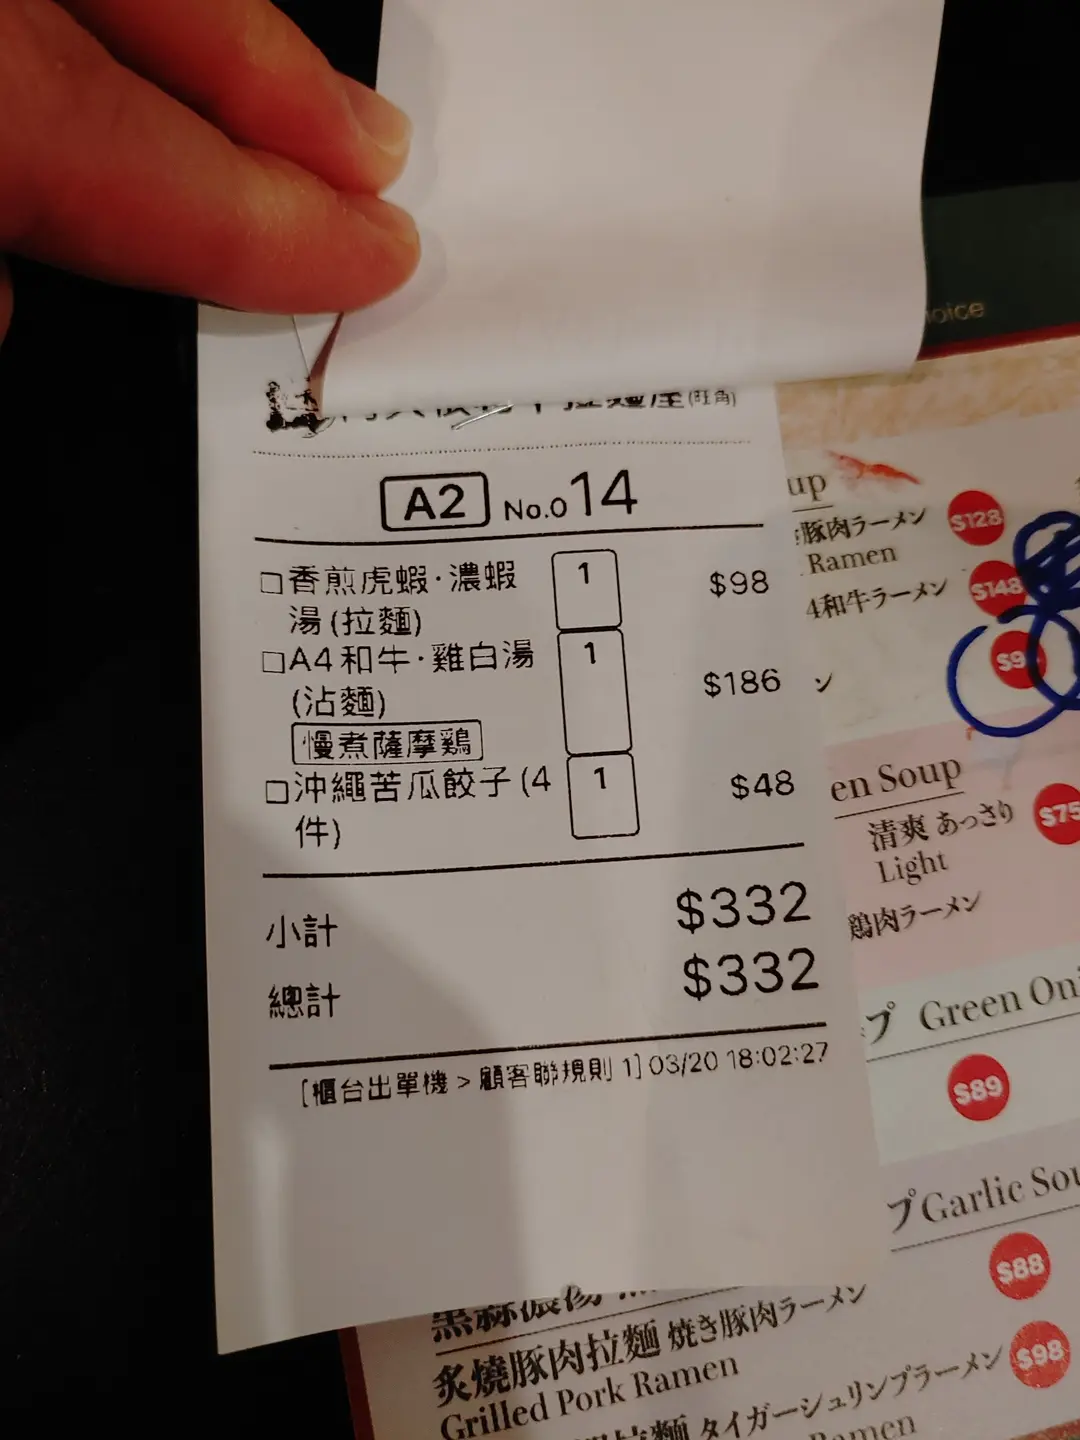 拉麵屋(旺角)
A2 No.014
□香煎虎蝦·濃蝦 1 $98
湯(拉麵)
□A4和牛·雞白湯 1 $186
(沾麵)
慢煮薩摩鶏
□沖繩苦瓜餃子(4 1 $48
件)
小計 $332
總計 $332
[櫃台出單機 > 顧客聯規則 1] 03/20 18:02:27
oice
up
豚肉ラーメン $128
Ramen
4和牛ラーメン $148
$9
ン
en Soup
清爽 あっさり $75
Light
鶏肉ラーメン
プ Green Oni
$89
プ Garlic Sou
$88
炙燒豚肉拉麵 焼き豚肉ラーメン
Grilled Pork Ramen
$98
拉麵 タイガーシュリンプラーメン
Ramen